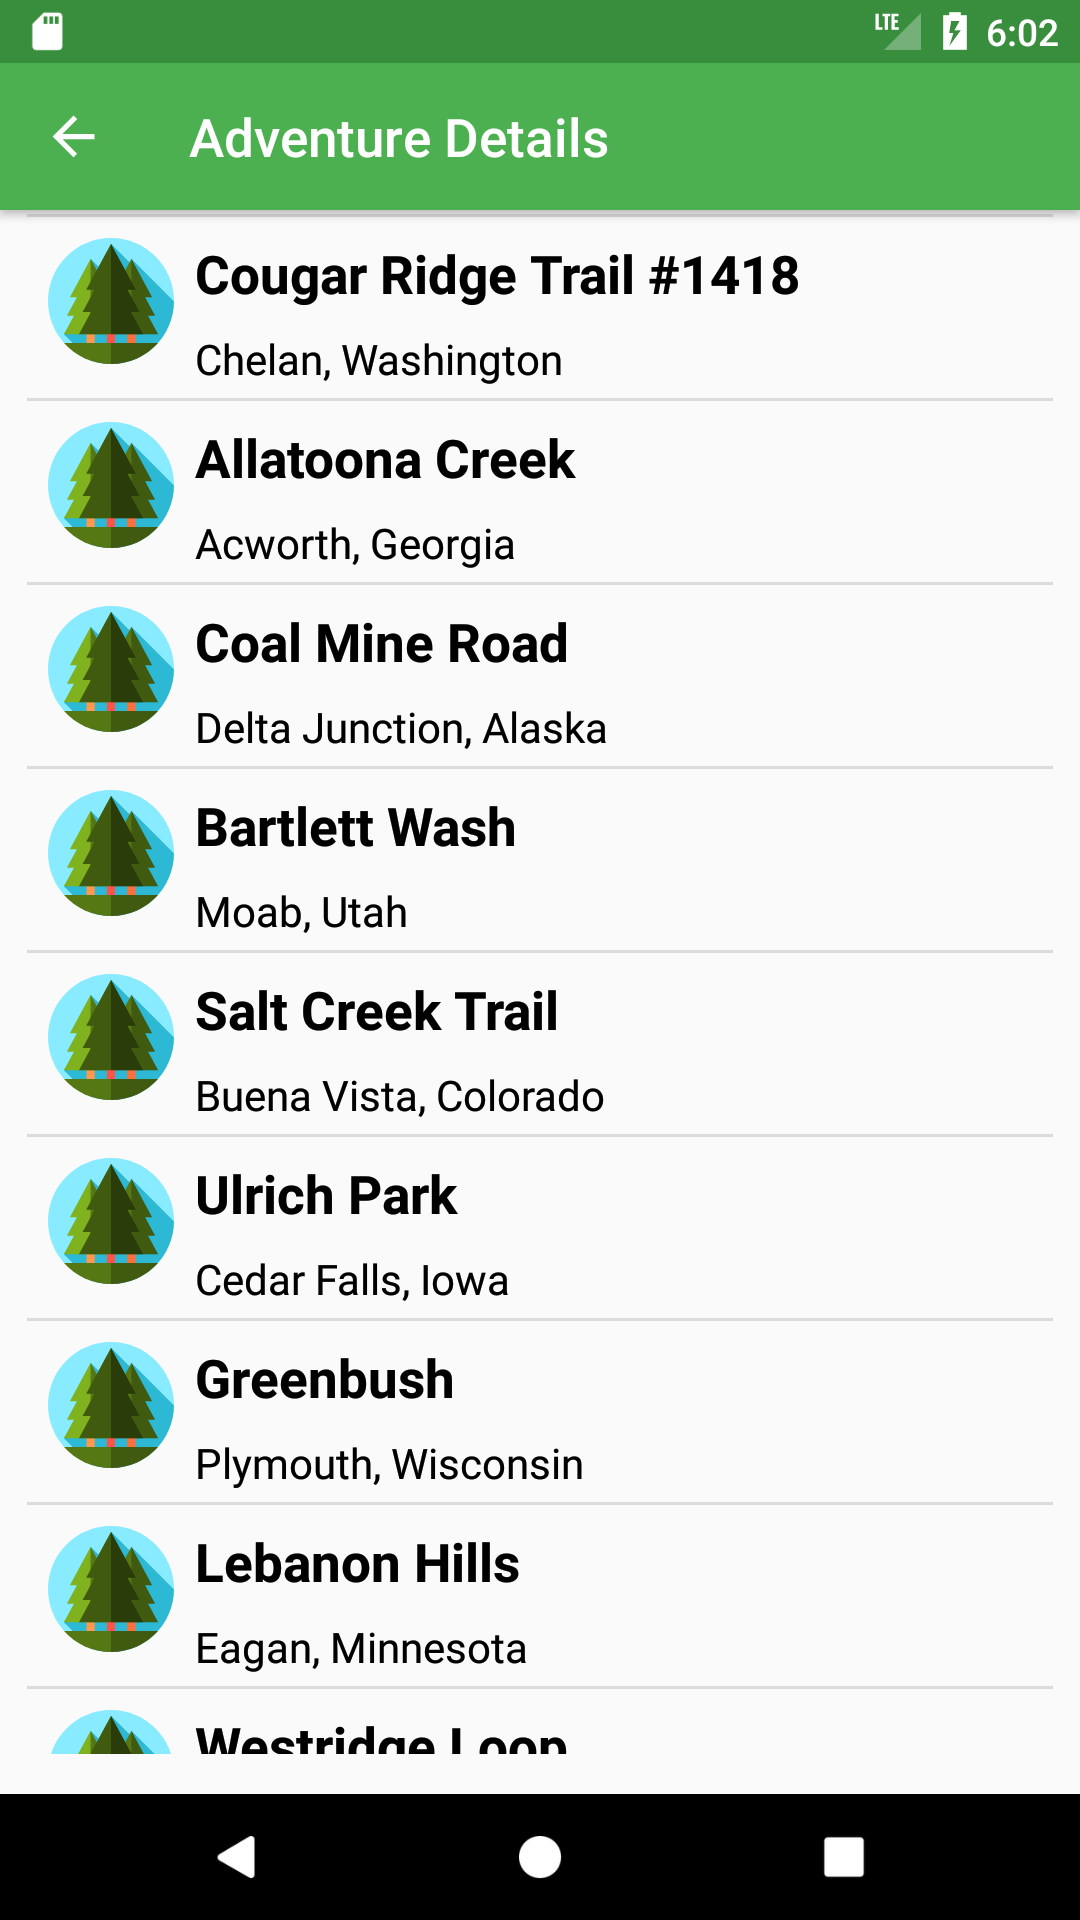 LTE 6:02
Adventure Details
Cougar Ridge Trail #1418
Chelan, Washington
Allatoona Creek
Acworth, Georgia
Coal Mine Road
Delta Junction, Alaska
Bartlett Wash
Moab, Utah
Salt Creek Trail
Buena Vista, Colorado
Ulrich Park
Cedar Falls, Iowa
Greenbush
Plymouth, Wisconsin
Lebanon Hills
Eagan, Minnesota
Westridge Loop